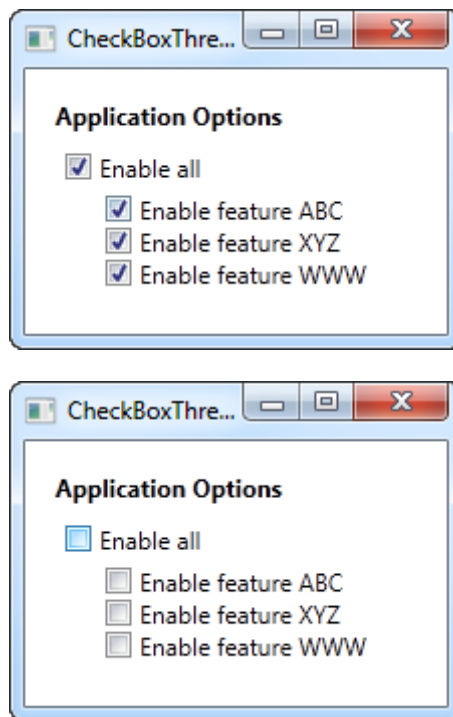 CheckBoxThre...
Application Options
Enable all
Enable feature ABC
Enable feature XYZ
Enable feature WWW
CheckBoxThre...
Application Options
Enable all
Enable feature ABC
Enable feature XYZ
Enable feature WWW